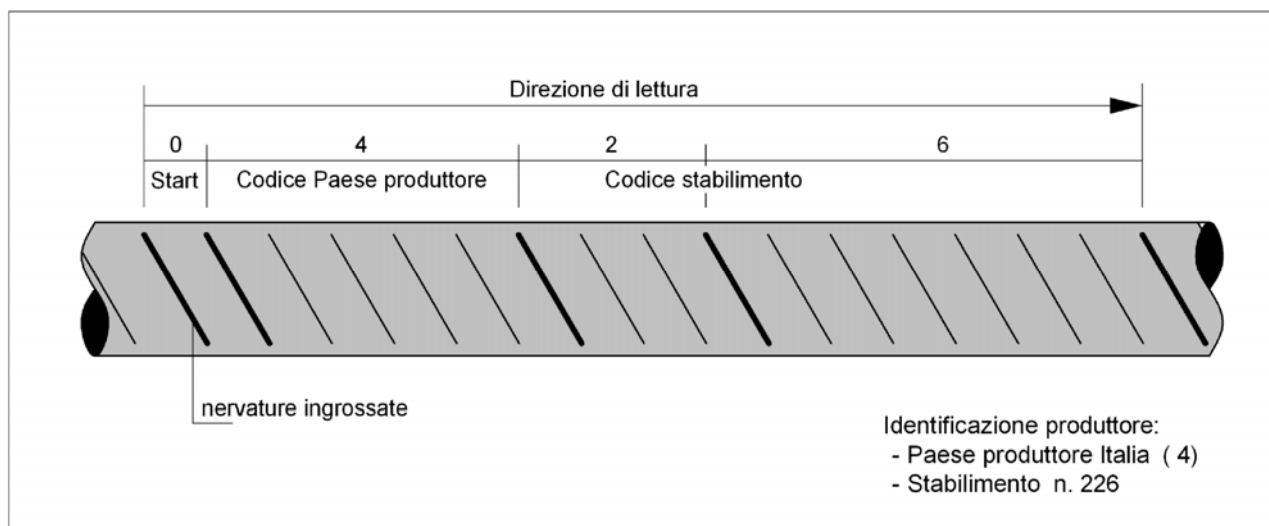 Direzione di lettura
0 4 2 6
Start Codice Paese produttore Codice stabilimento
nervature ingrossate
Identificazione produttore:
- Paese produttore Italia ( 4)
- Stabilimento n. 226